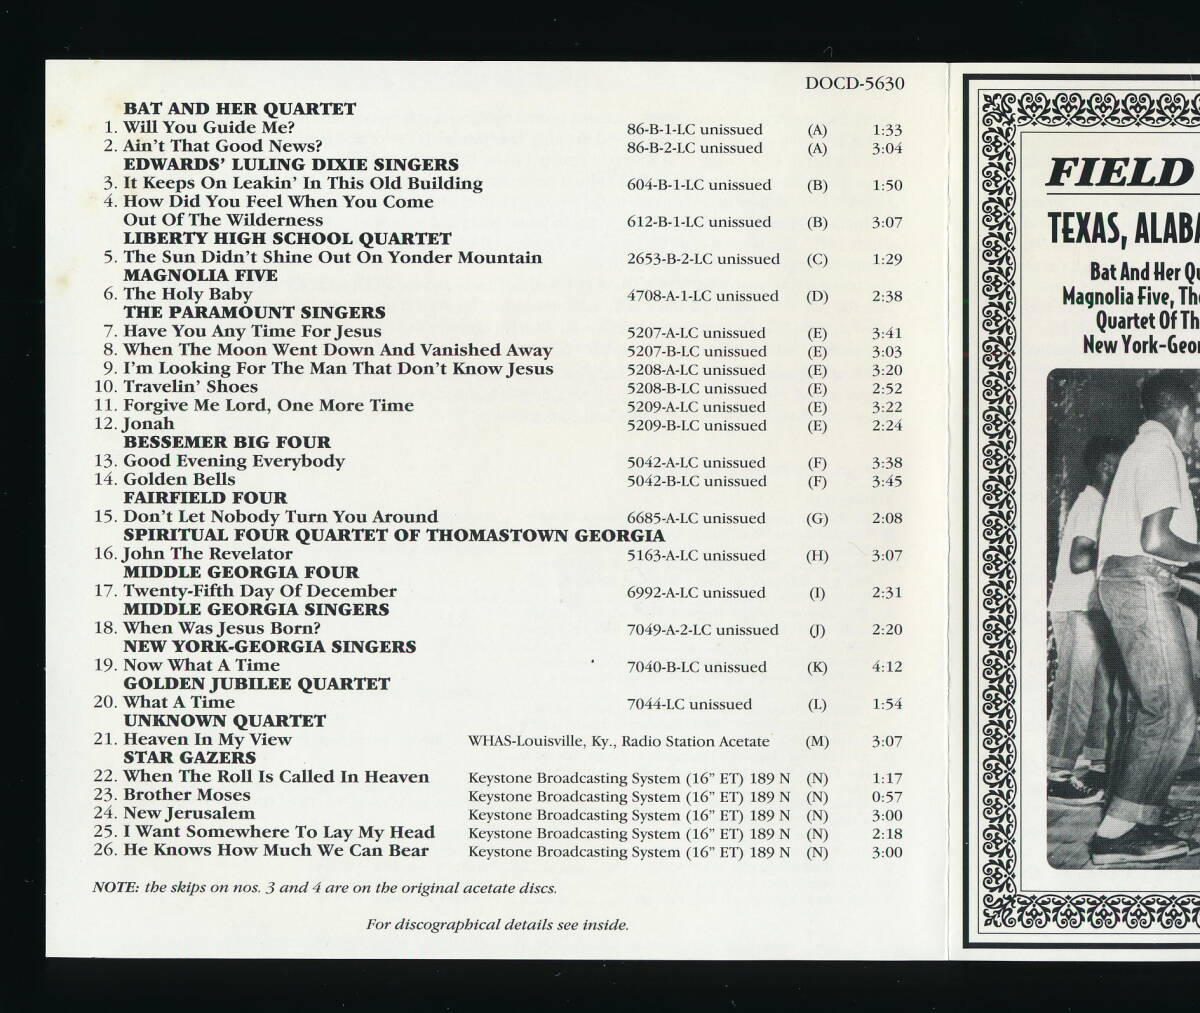 DOCD-5630
BAT AND HER QUARTET
1. Will You Guide Me? 86-B-1-LC unissued (A) 1:33
2. Ain't That Good News? 86-B-2-LC unissued (A) 3:04
EDWARDS' LULING DIXIE SINGERS
3. It Keeps On Leakin' In This Old Building 604-B-1-LC unissued (B) 1:50
4. How Did You Feel When You Come
Out Of The Wilderness 612-B-1-LC unissued (B) 3:07
LIBERTY HIGH SCHOOL QUARTET
5. The Sun Didn't Shine Out On Yonder Mountain 2653-B-2-LC unissued (C) 1:29
MAGNOLIA FIVE
6. The Holy Baby 4708-A-1-LC unissued (D) 2:38
THE PARAMOUNT SINGERS
7. Have You Any Time For Jesus 5207-A-LC unissued (E) 3:41
8. When The Moon Went Down And Vanished Away 5207-B-LC unissued (E) 3:03
9. I'm Looking For The Man That Don't Know Jesus 5208-A-LC unissued (E) 3:20
10. Travelin' Shoes 5208-B-LC unissued (E) 2:52
11. Forgive Me Lord, One More Time 5209-A-LC unissued (E) 3:22
12. Jonah 5209-B-LC unissued (E) 2:24
BESSEMER BIG FOUR
13. Good Evening Everybody 5042-A-LC unissued (F) 3:38
14. Golden Bells 5042-B-LC unissued (F) 3:45
FAIRFIELD FOUR
15. Don't Let Nobody Turn You Around 6685-A-LC unissued (G) 2:08
SPIRITUAL FOUR QUARTET OF THOMASTOWN GEORGIA
16. John The Revelator 5163-A-LC unissued (H) 3:07
MIDDLE GEORGIA FOUR
17. Twenty-Fifth Day Of December 6992-A-LC unissued (I) 2:31
MIDDLE GEORGIA SINGERS
18. When Was Jesus Born? 7049-A-2-LC unissued (J) 2:20
NEW YORK-GEORGIA SINGERS
19. Now What A Time 7040-B-LC unissued (K) 4:12
GOLDEN JUBILEE QUARTET
20. What A Time 7044-LC unissued (L) 1:54
UNKNOWN QUARTET
21. Heaven In My View WHAS-Louisville, Ky., Radio Station Acetate (M) 3:07
STAR GAZERS
22. When The Roll Is Called In Heaven Keystone Broadcasting System (16” ET) 189 N (N) 1:17
23. Brother Moses Keystone Broadcasting System (16” ET) 189 N (N) 0:57
24. New Jerusalem Keystone Broadcasting System (16” ET) 189 N (N) 3:00
25. I Want Somewhere To Lay My Head Keystone Broadcasting System (16” ET) 189 N (N) 2:18
26. He Knows How Much We Can Bear Keystone Broadcasting System (16” ET) 189 N (N) 3:00
NOTE: the skips on nos. 3 and 4 are on the original acetate discs.
For discographical details see inside.
FIELD
TEXAS, ALABA
Bat And Her Qu
Magnolia Five, The
Quartet Of Th
New York-Geor